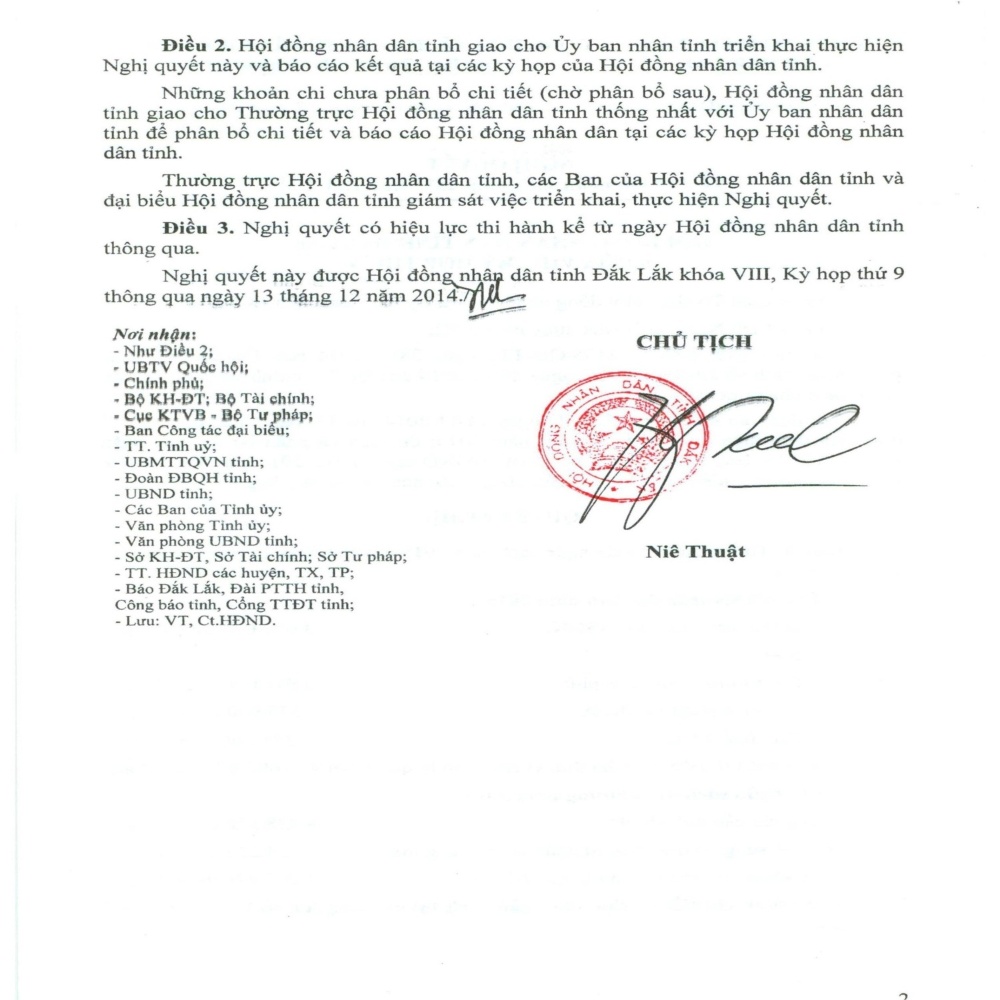 Điều 2. Hội đồng nhân dân tỉnh giao cho Ủy ban nhân tỉnh triển khai thực hiện
Nghị quyết này và báo cáo kết quả tại các kỳ họp của Hội đồng nhân dân tỉnh.
Những khoản chi chưa phân bổ chi tiết (chờ phân bổ sau), Hội đồng nhân dân
tỉnh giao cho Thường trực Hội đồng nhân dân tỉnh thống nhất với Ủy ban nhân dân
tỉnh để phân bổ chi tiết và báo cáo Hội đồng nhân dân tại các kỳ họp Hội đồng nhân
dân tỉnh.
Thường trực Hội đồng nhân dân tỉnh, các Ban của Hội đồng nhân dân tỉnh và
đại biểu Hội đồng nhân dân tỉnh giám sát việc triển khai, thực hiện Nghị quyết.
Điều 3. Nghị quyết có hiệu lực thi hành kể từ ngày Hội đồng nhân dân tỉnh
thông qua.
Nghị quyết này được Hội đồng nhân dân tỉnh Đắk Lắk khóa VIII, Kỳ họp thứ 9
thông qua ngày 13 tháng 12 năm 2014./
Nơi nhận:
- Như Điều 2;
- UBTV Quốc hội;
- Chính phủ;
- Bộ KH-ĐT; Bộ Tài chính;
- Cục KTVB - Bộ Tư pháp;
- Ban Công tác đại biểu;
- TT. Tỉnh uỷ;
- UBMTTQVN tỉnh;
- Đoàn ĐBQH tỉnh;
- UBND tỉnh;
- Các Ban của Tỉnh ủy;
- Văn phòng Tỉnh ủy;
- Văn phòng UBND tỉnh;
- Sở KH-ĐT, Sở Tài chính; Sở Tư pháp;
- TT. HĐND các huyện, TX, TP;
- Báo Đắk Lắk, Đài PTTH tỉnh,
Công báo tỉnh, Cổng TTĐT tỉnh;
- Lưu: VT, Ct.HĐND.
CHỦ TỊCH
HỘI ĐỒNG NHÂN DÂN TỈNH ĐẮK LẮK
Niê Thuật
2